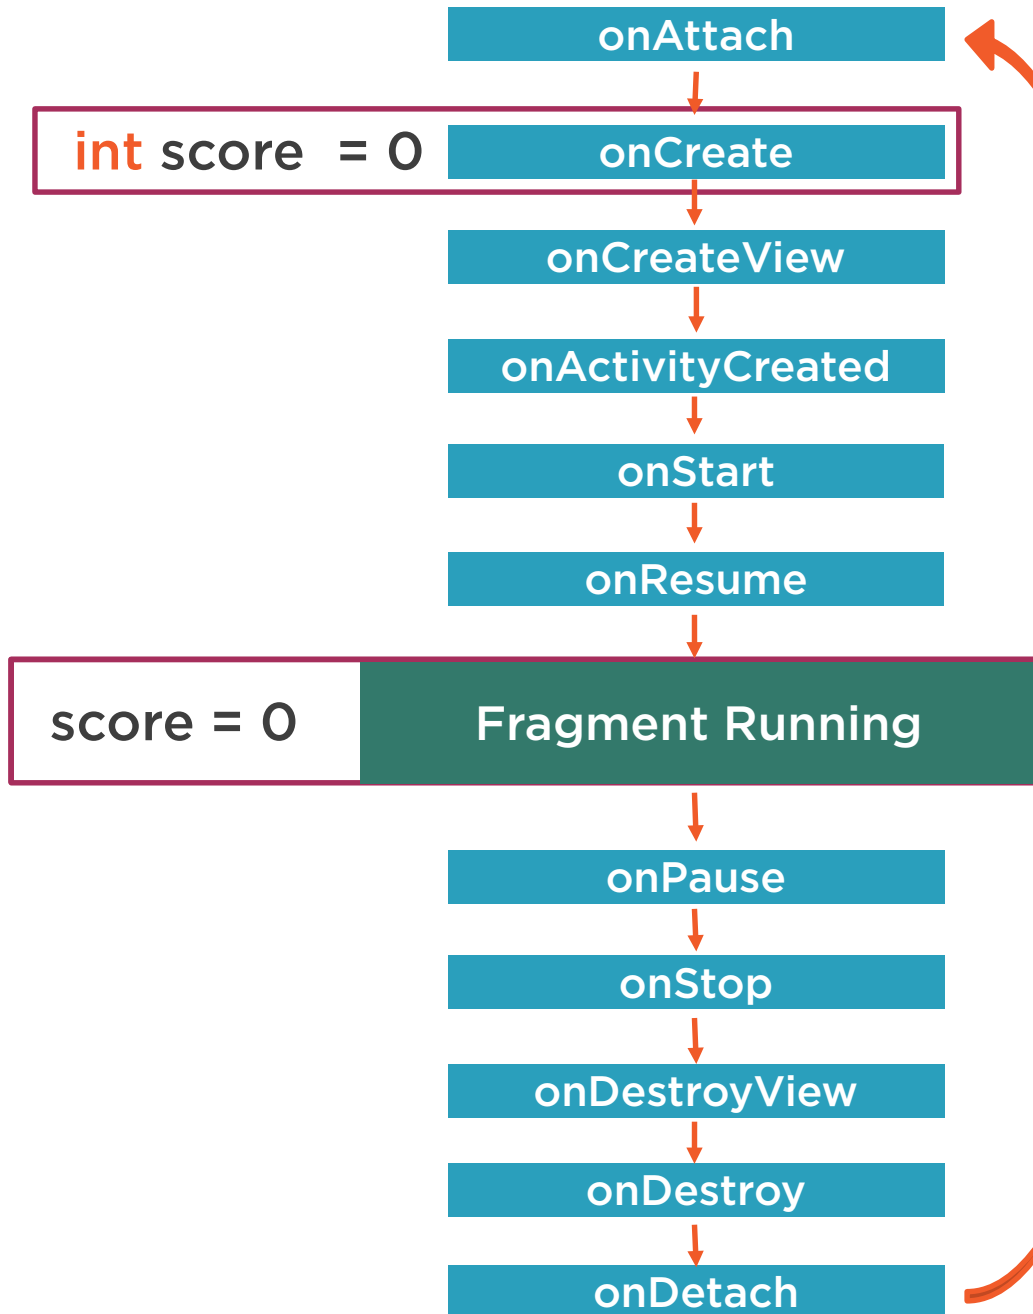 onAttach
int score = 0 onCreate
onCreateView
onActivityCreated
onStart
onResume
score = 0 Fragment Running
onPause
onStop
onDestroyView
onDestroy
onDetach